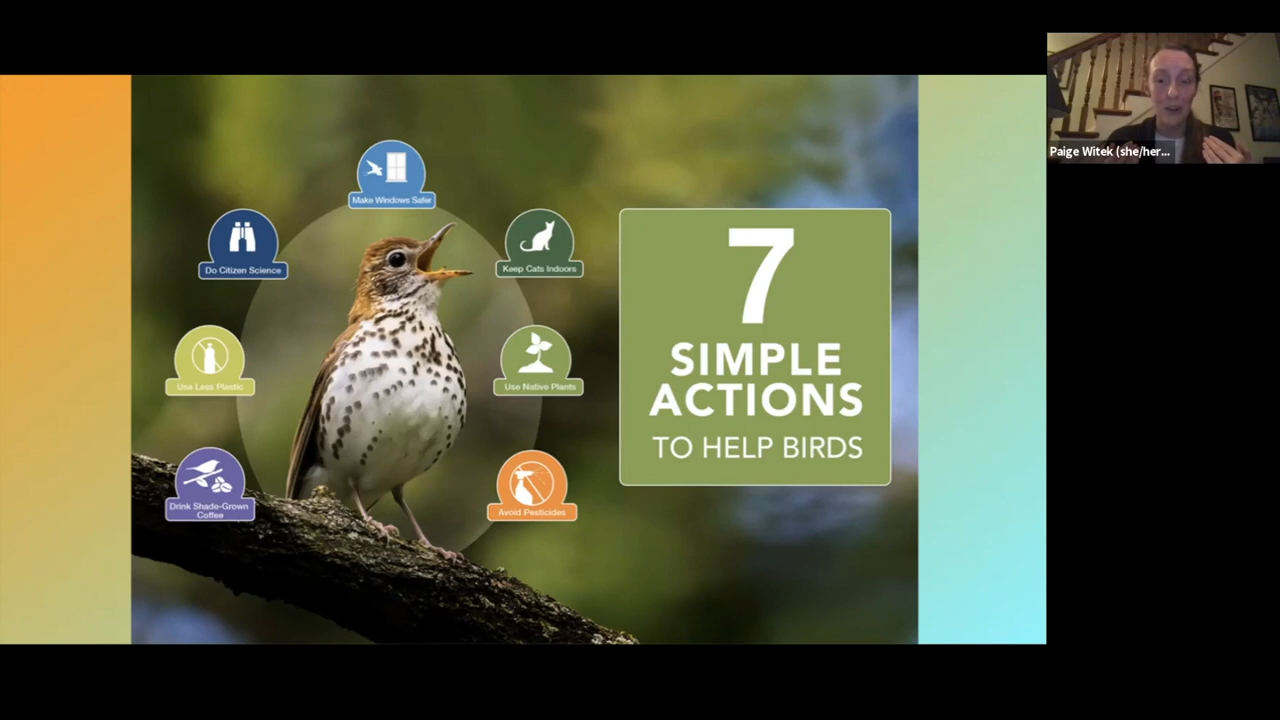 Make Windows Safer
Do Citizen Science
Keep Cats Indoors
Use Less Plastic
Use Native Plants
Drink Shade-Grown
Coffee
Avoid Pesticides
7
SIMPLE
ACTIONS
TO HELP BIRDS
Paige Witek (she/her...